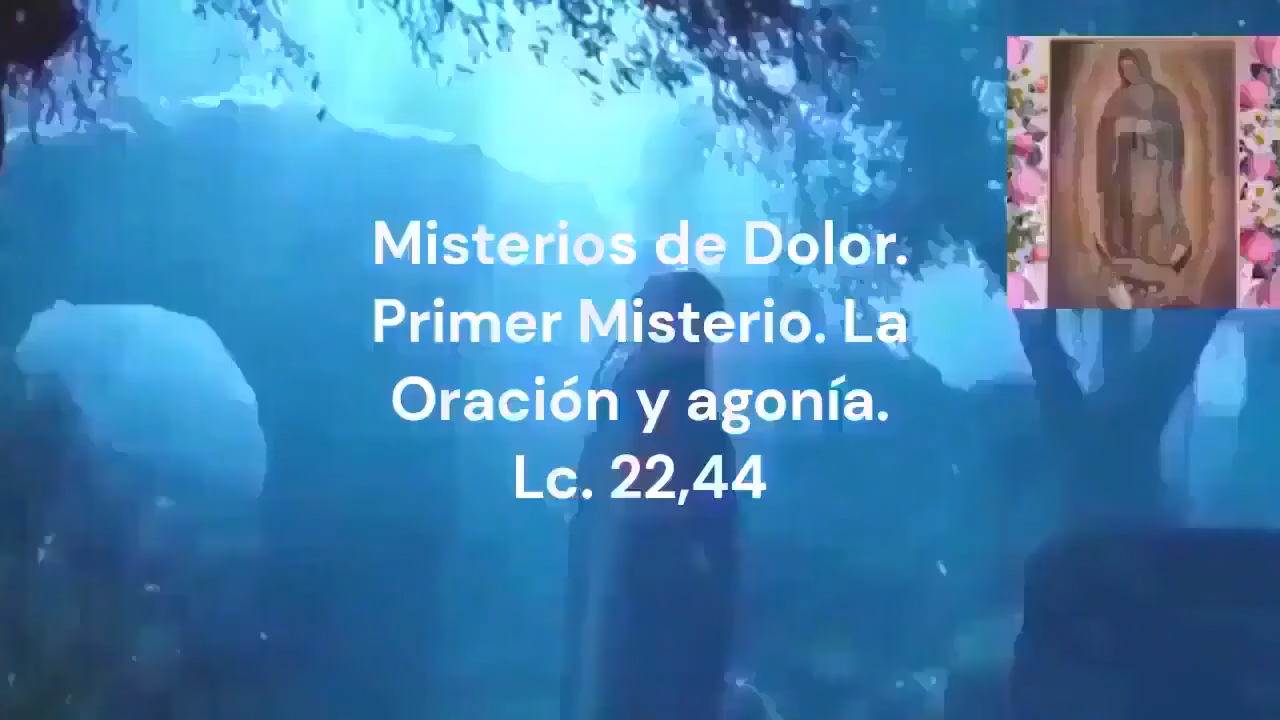 Misterios de Dolor.
Primer Misterio. La
Oración y agonía.
Lc. 22,44